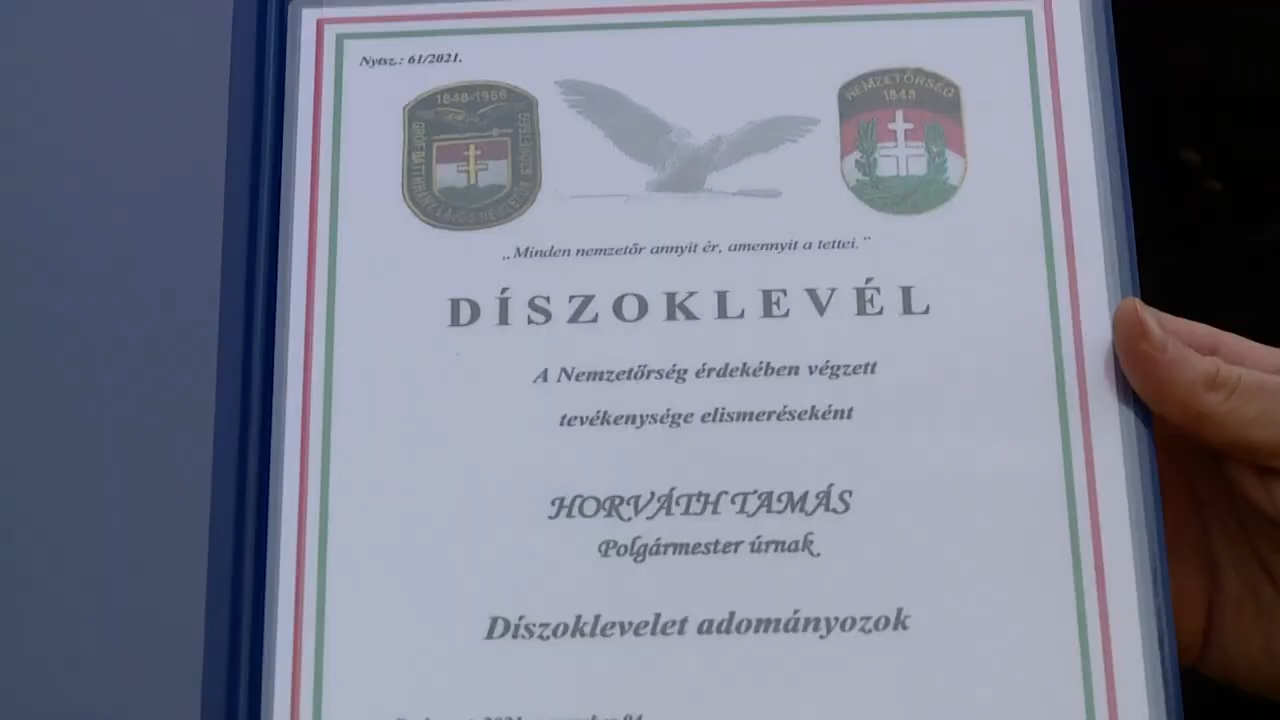 Nytsz.: 61/2021.
1848-1956
NEMZETŐRSÉG
1848
„Minden nemzetőr annyit ér, amennyit a tettei.”
DÍSZOKLEVÉL
A Nemzetőrség érdekében végzett
tevékenysége elismeréseként
HORVÁTH TAMÁS
Polgármester úrnak
Díszoklevelet adományozok